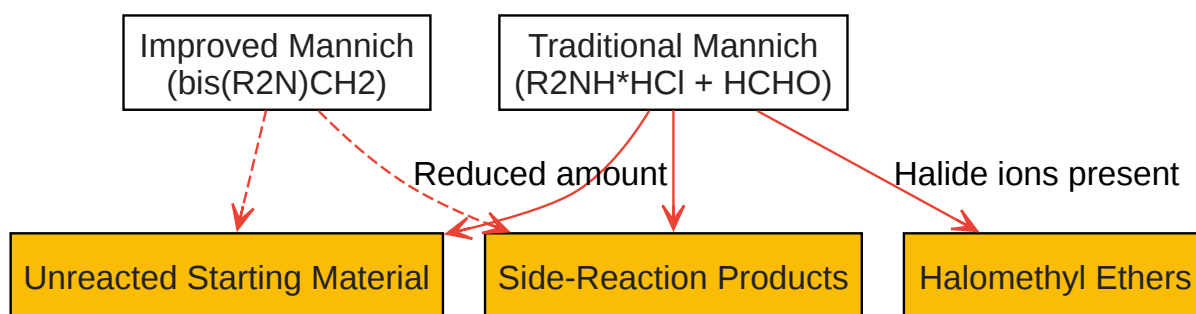 Improved Mannich
(bis(R2N)CH2)
Traditional Mannich
(R2NH*HCl + HCHO)
Reduced amount
Halide ions present
Unreacted Starting Material
Side-Reaction Products
Halomethyl Ethers